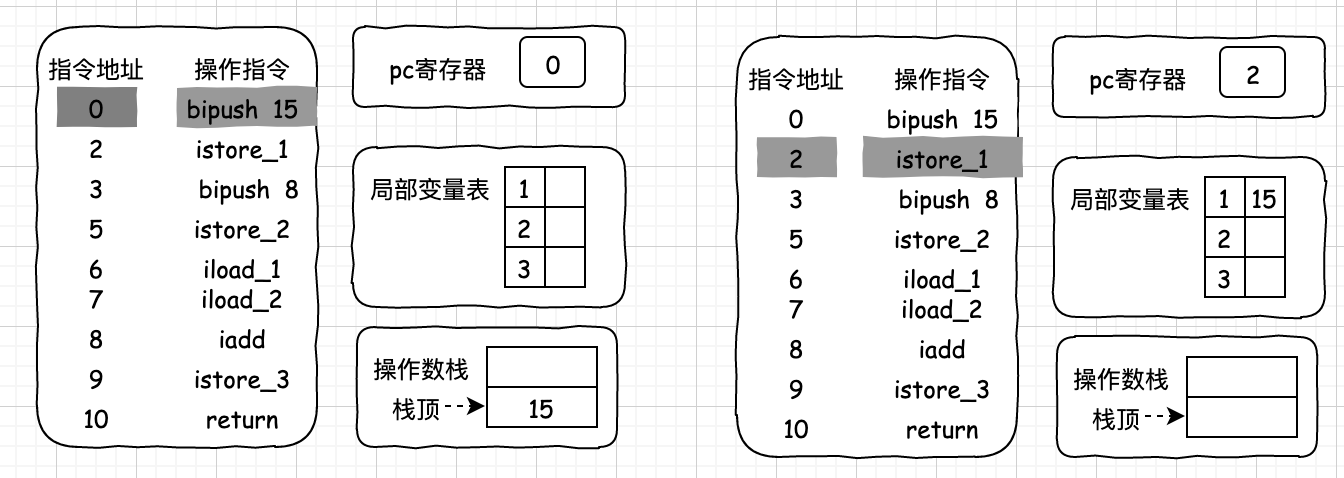 指令地址 操作指令
0 bipush 15
2 istore_1
3 bipush 8
5 istore_2
6 iload_1
7 iload_2
8 iadd
9 istore_3
10 return
pc寄存器 0
局部变量表 1
2
3
操作数栈
栈顶 15
指令地址 操作指令
0 bipush 15
2 istore_1
3 bipush 8
5 istore_2
6 iload_1
7 iload_2
8 iadd
9 istore_3
10 return
pc寄存器 2
局部变量表 1 15
2
3
操作数栈
栈顶